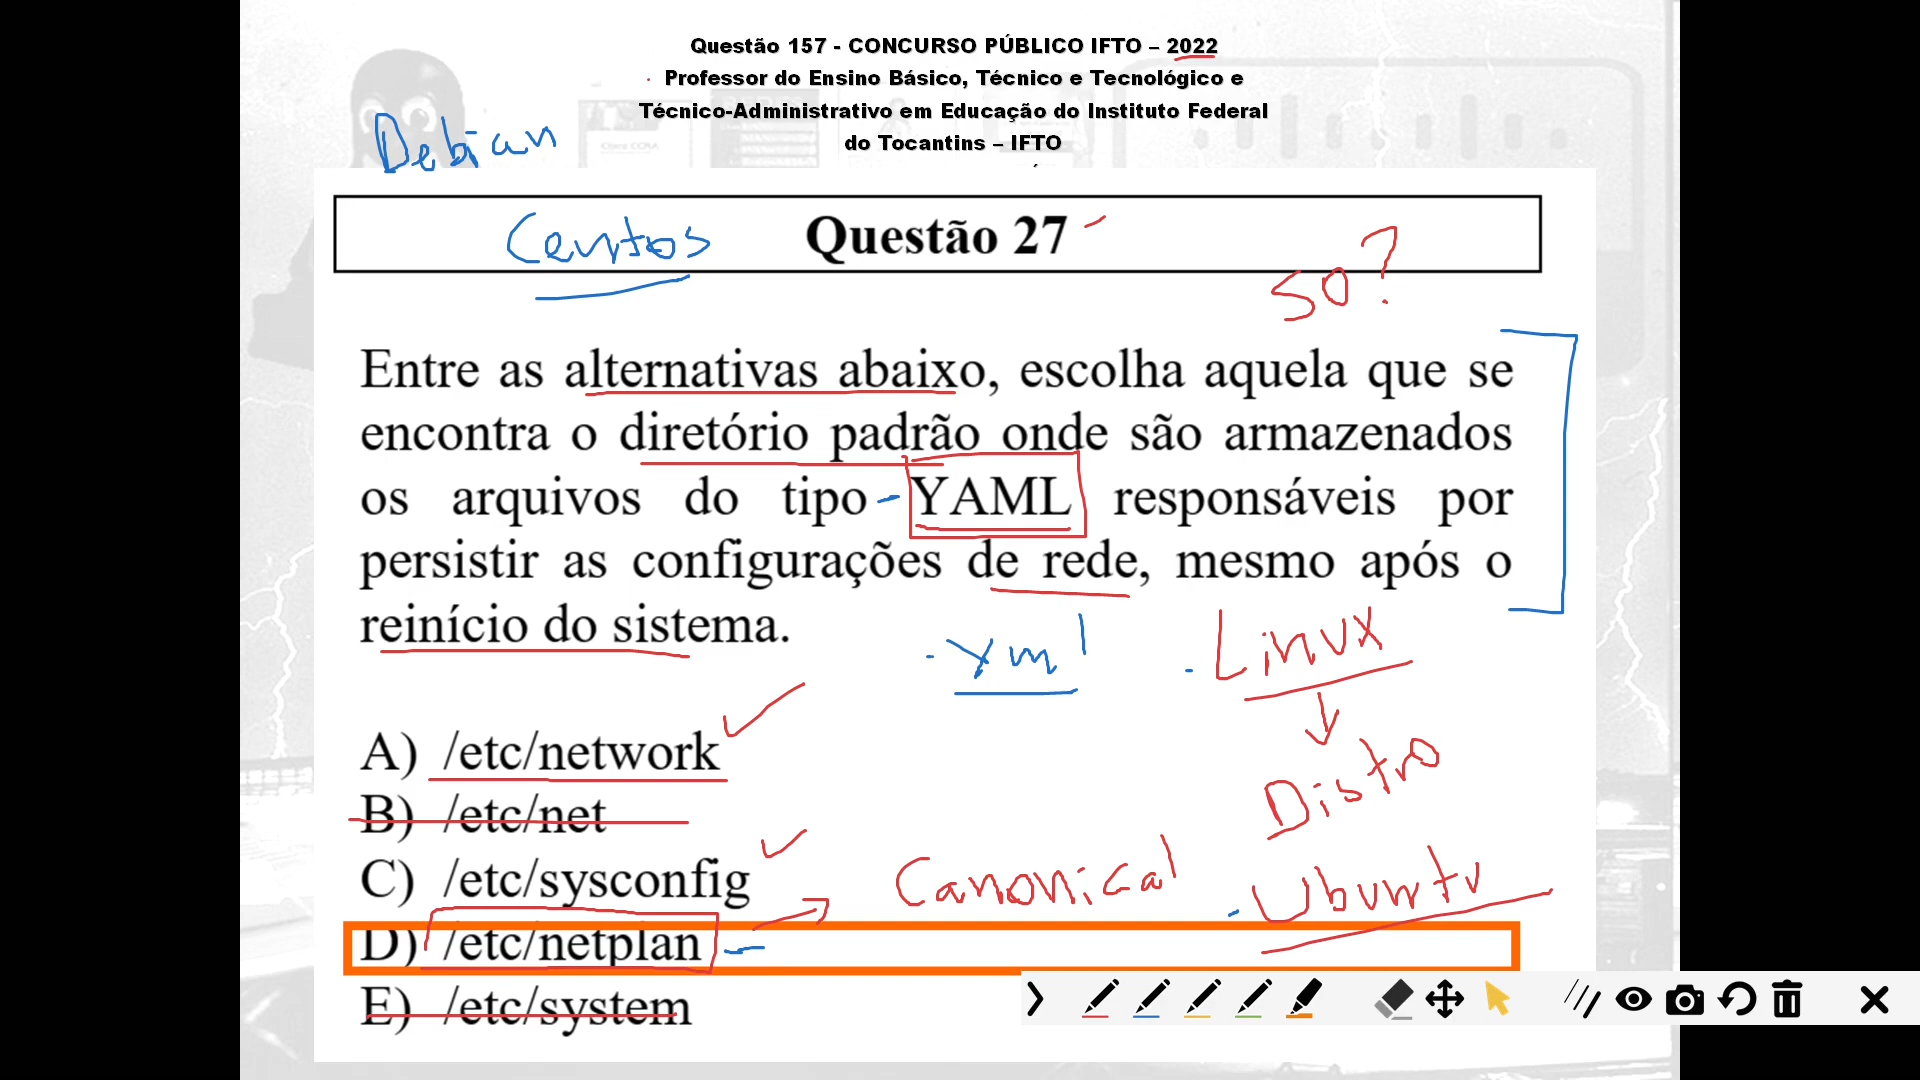 Questão 157 - CONCURSO PÚBLICO IFTO – 2022
Professor do Ensino Básico, Técnico e Tecnológico e
Técnico-Administrativo em Educação do Instituto Federal
do Tocantins – IFTO
Debian
Centos
Questão 27
SO?
Entre as alternativas abaixo, escolha aquela que se
encontra o diretório padrão onde são armazenados
os arquivos do tipo YAML responsáveis por
persistir as configurações de rede, mesmo após o
reinício do sistema.
Xml
Linux
A) /etc/network
Distro
B) /etc/net
C) /etc/sysconfig
Canonical
Ubuntu
D) /etc/netplan
E) /etc/system